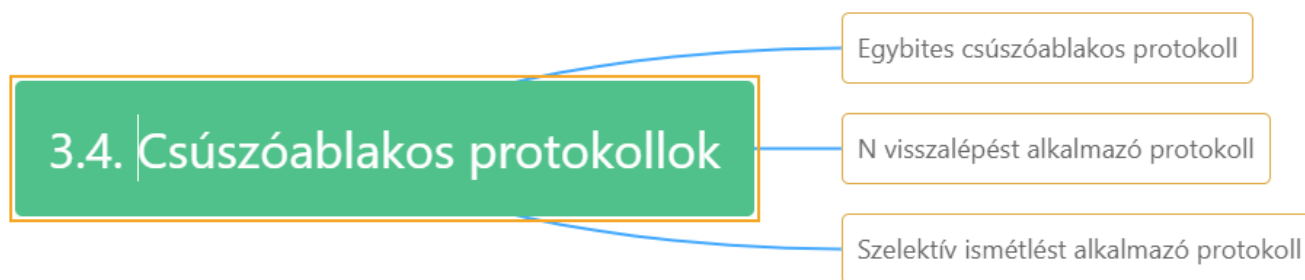 Egybites csúszóablakos protokoll
3.4. Csúszóablakos protokollok
N visszalépést alkalmazó protokoll
Szelektív ismétlést alkalmazó protokoll